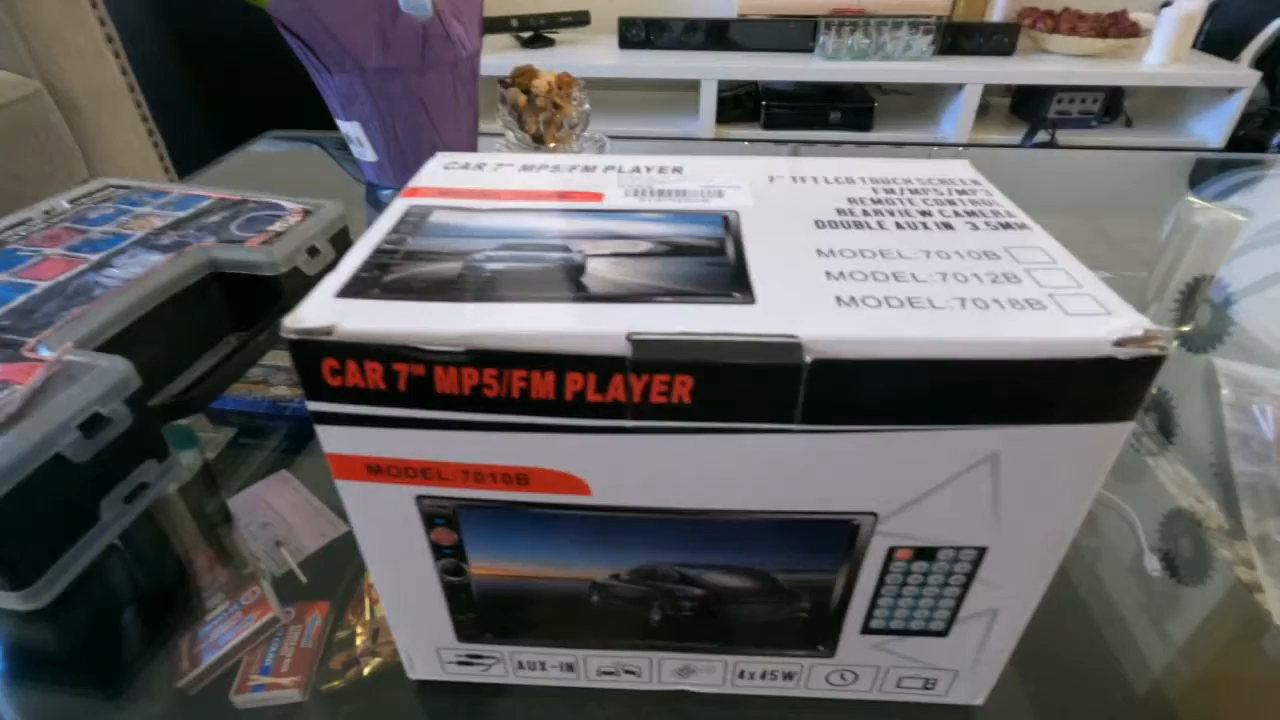 CAR 7" MP5/FM PLAYER
7" TFT LCD TOUCH SCREEN
FM/MP5/MP3
REMOTE CONTROL
REARVIEW CAMERA
DOUBLE AUX IN 3.5MM
MODEL:7010B
MODEL:7012B
MODEL:7018B
CAR 7" MP5/FM PLAYER
MODEL:7010B
AUX-IN
4x45W